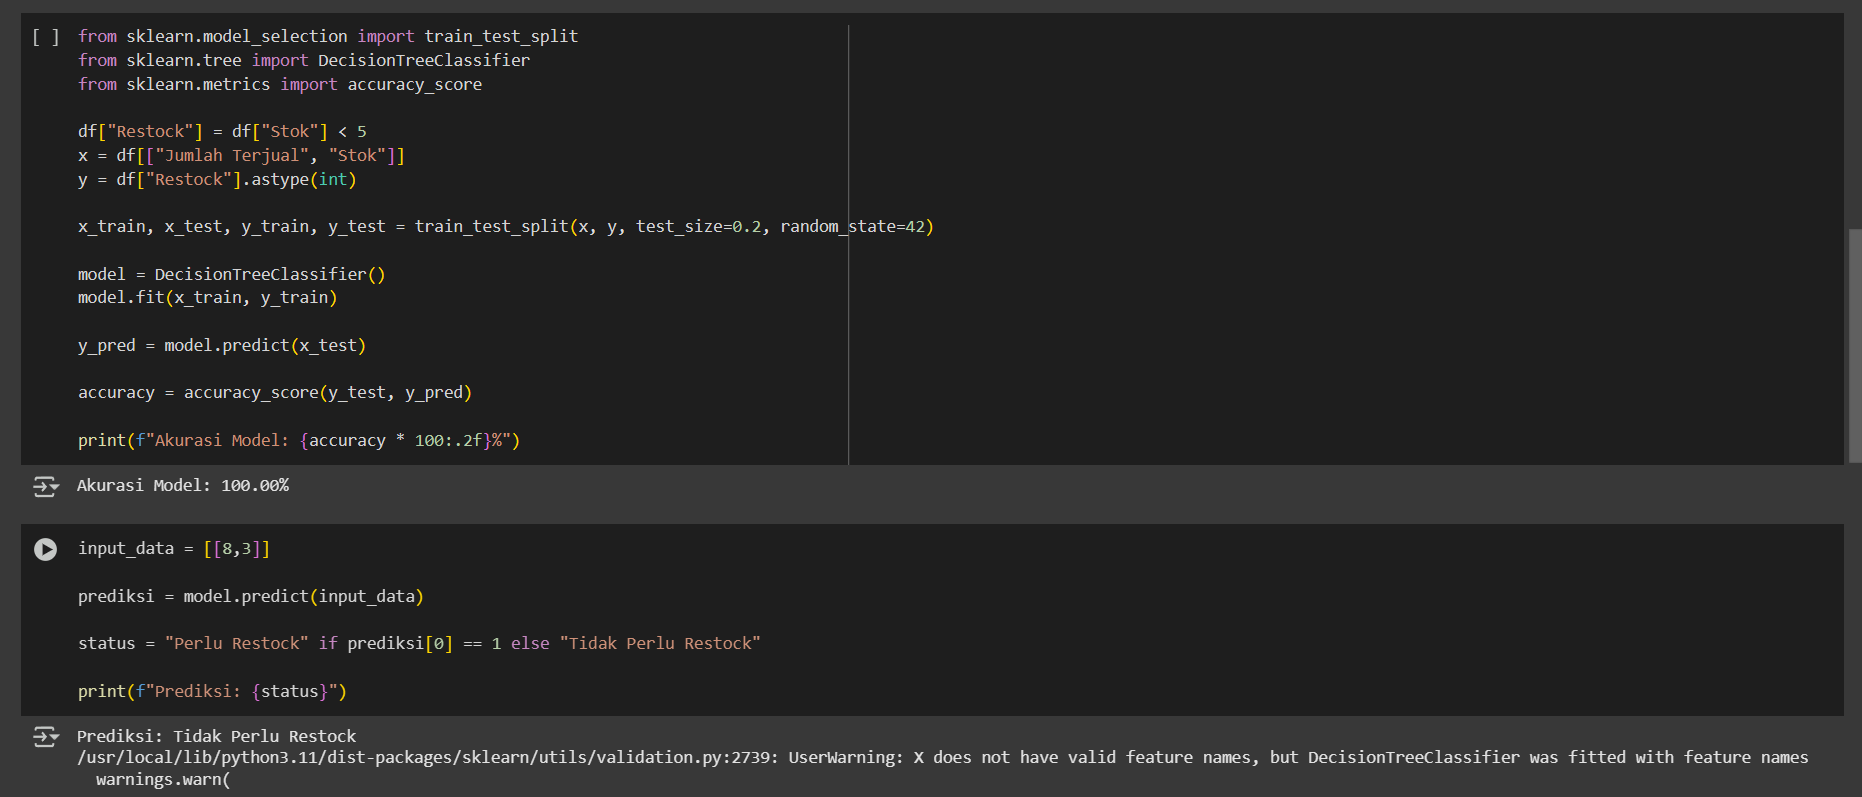 [ ] from sklearn.model_selection import train_test_split
from sklearn.tree import DecisionTreeClassifier
from sklearn.metrics import accuracy_score
df["Restock"] = df["Stok"] < 5
x = df[["Jumlah Terjual", "Stok"]]
y = df["Restock"].astype(int)
x_train, x_test, y_train, y_test = train_test_split(x, y, test_size=0.2, random_state=42)
model = DecisionTreeClassifier()
model.fit(x_train, y_train)
y_pred = model.predict(x_test)
accuracy = accuracy_score(y_test, y_pred)
print(f"Akurasi Model: {accuracy * 100:.2f}%")
Akurasi Model: 100.00%
input_data = [[8,3]]
prediksi = model.predict(input_data)
status = "Perlu Restock" if prediksi[0] == 1 else "Tidak Perlu Restock"
print(f"Prediksi: {status}")
Prediksi: Tidak Perlu Restock
/usr/local/lib/python3.11/dist-packages/sklearn/utils/validation.py:2739: UserWarning: X does not have valid feature names, but DecisionTreeClassifier was fitted with feature names
warnings.warn(